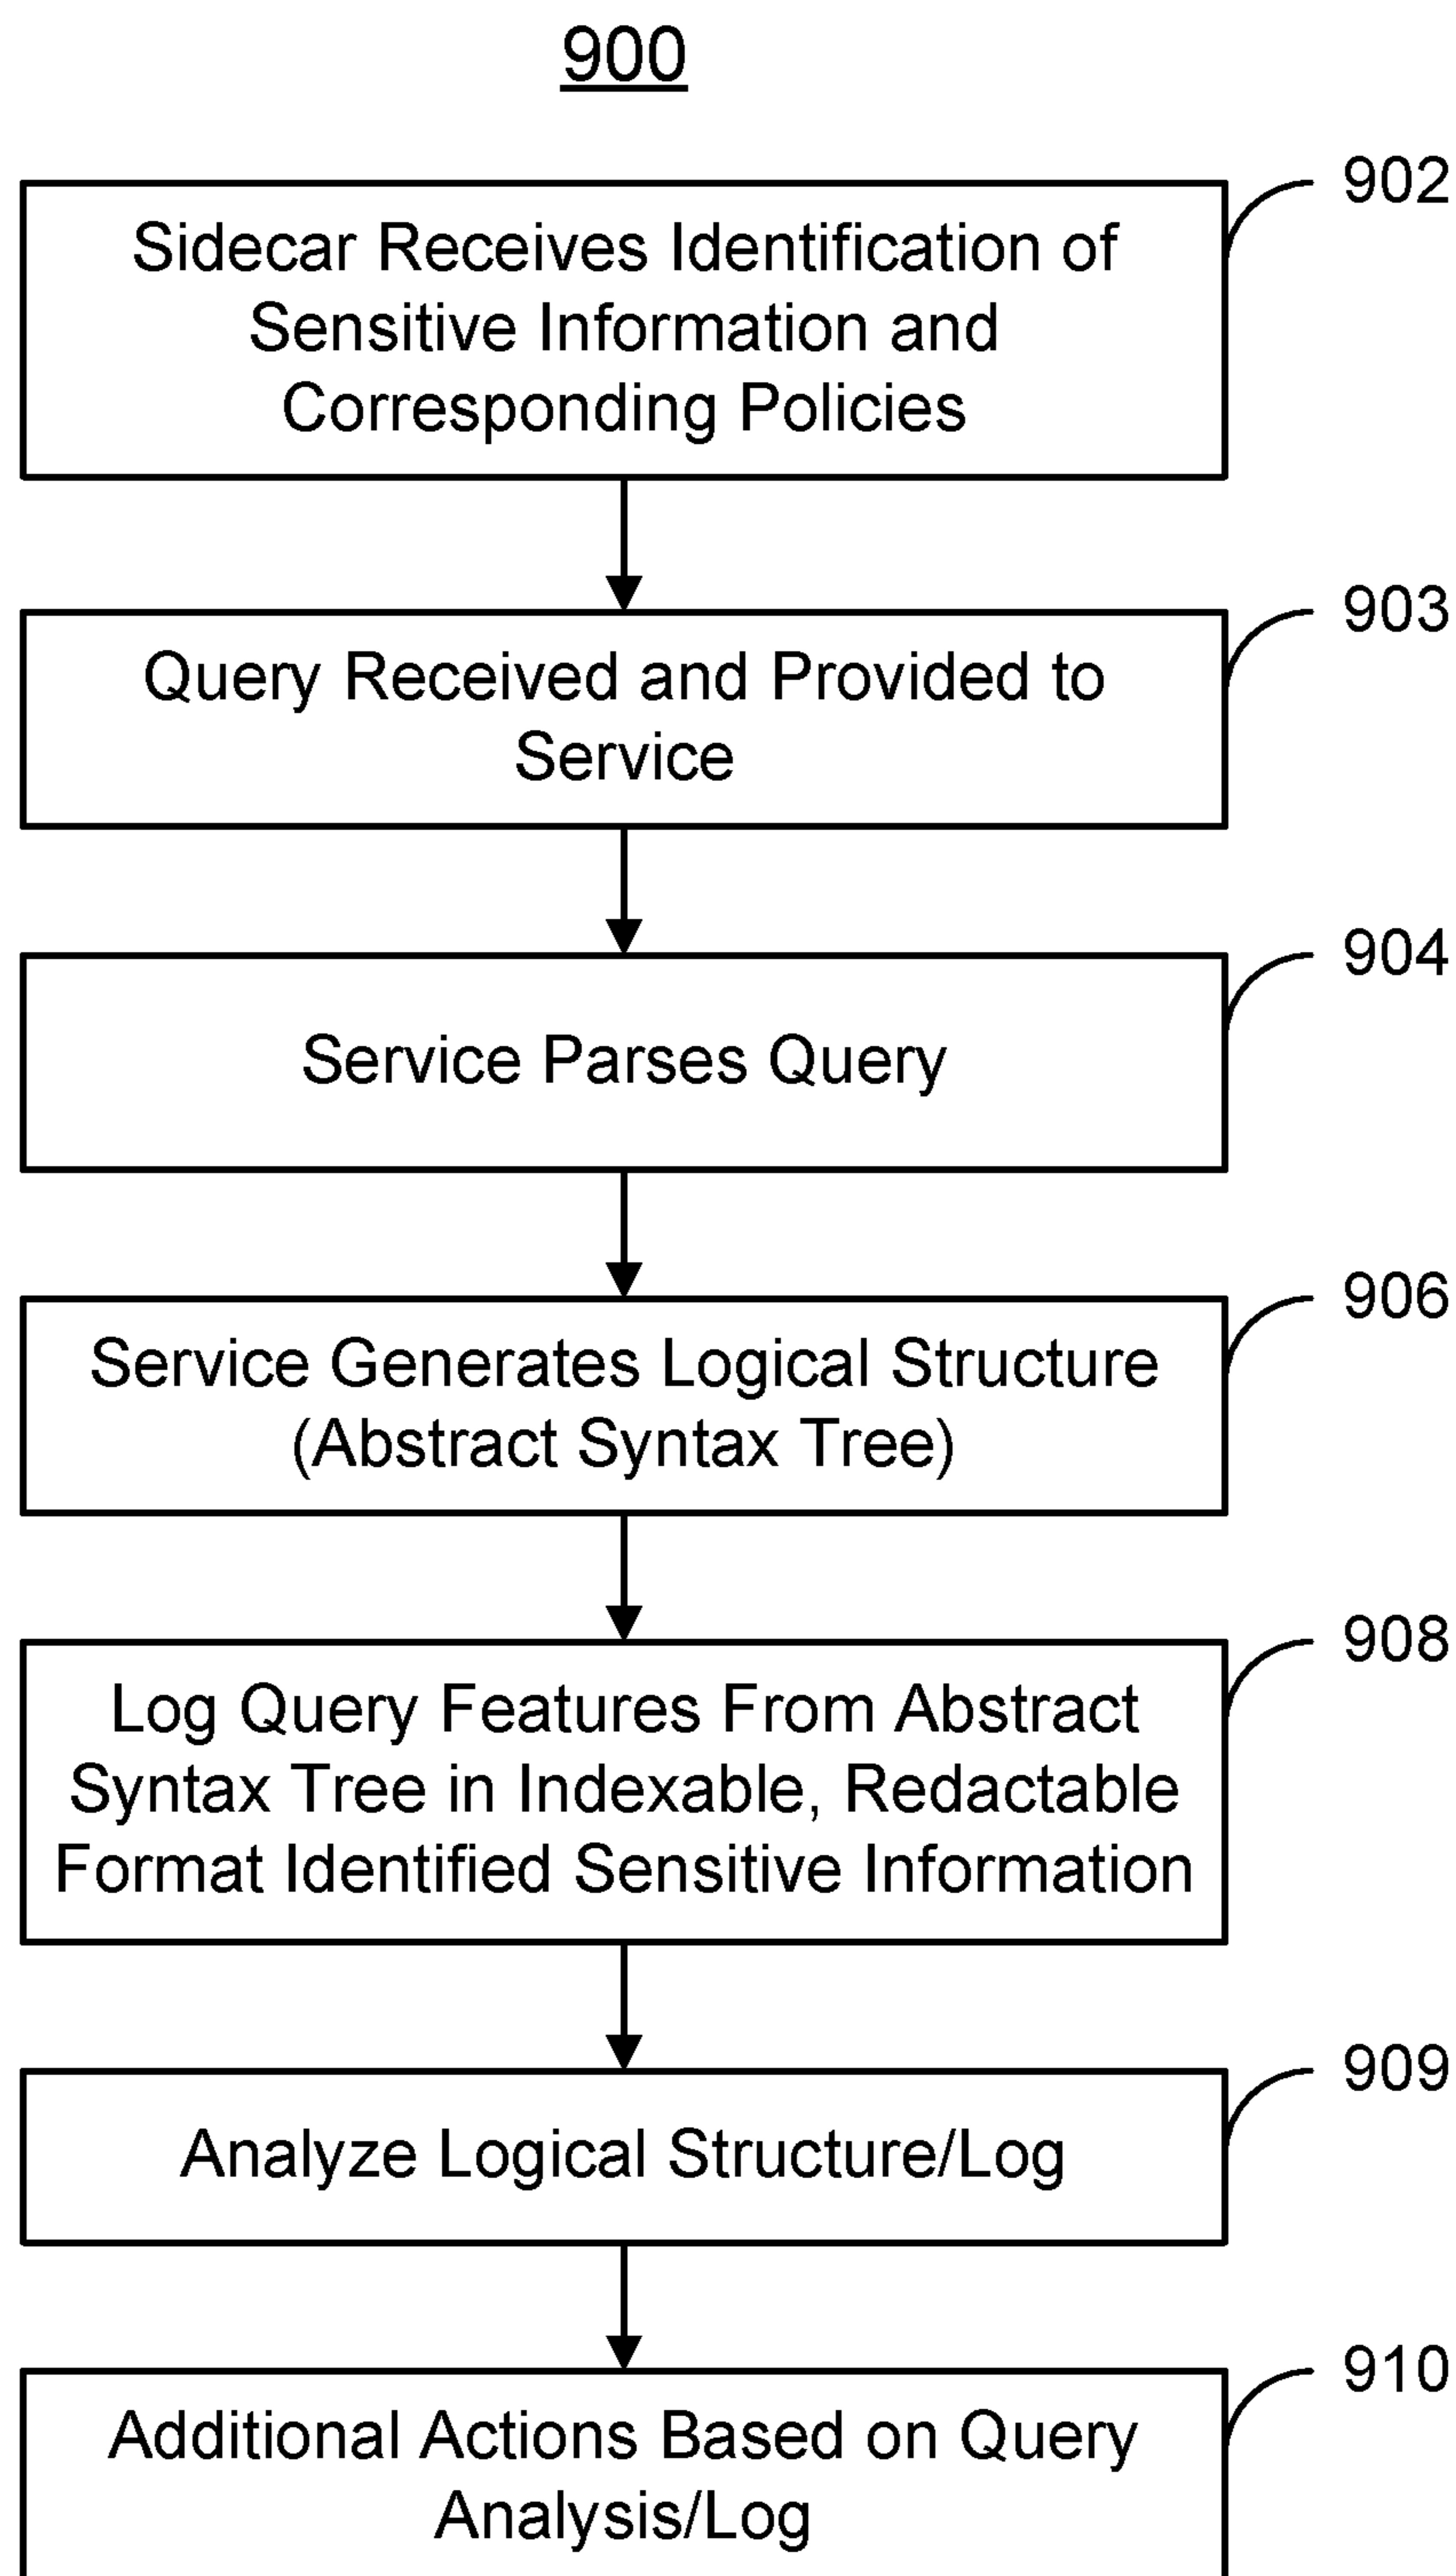 900
902
Sidecar Receives Identification of
Sensitive Information and
Corresponding Policies
903
Query Received and Provided to
Service
904
Service Parses Query
906
Service Generates Logical Structure
(Abstract Syntax Tree)
908
Log Query Features From Abstract
Syntax Tree in Indexable, Redactable
Format Identified Sensitive Information
909
Analyze Logical Structure/Log
910
Additional Actions Based on Query
Analysis/Log